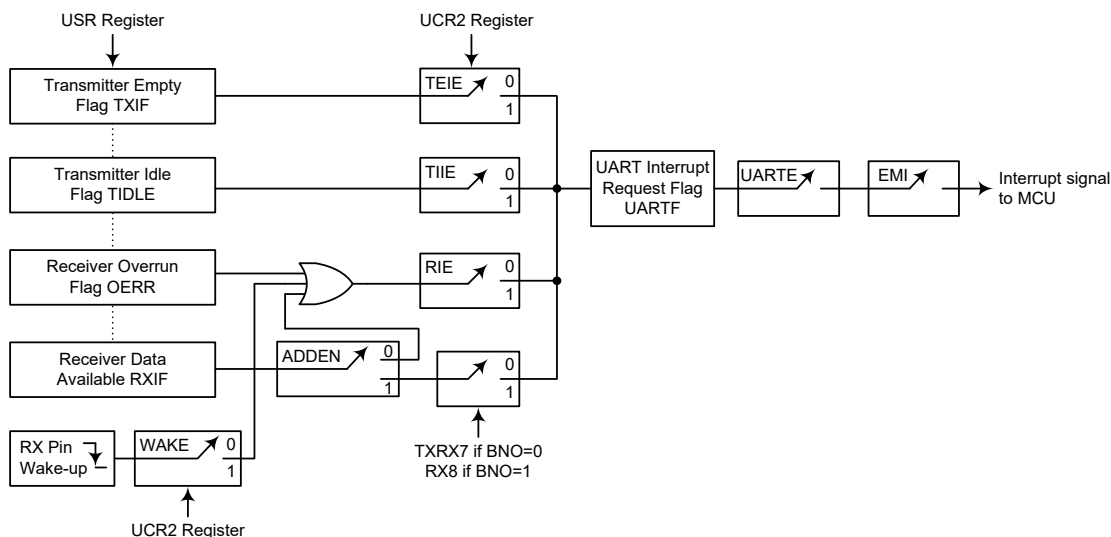 USR Register
UCR2 Register
Transmitter Empty
Flag TXIF
TEIE
0
1
Transmitter Idle
Flag TIDLE
TIIE
0
1
UART Interrupt
Request Flag
UARTF
UARTE
EMI
Interrupt signal
to MCU
Receiver Overrun
Flag OERR
RIE
0
1
Receiver Data
Available RXIF
ADDEN
0
1
0
1
RX Pin
Wake-up
WAKE
0
1
TXRX7 if BNO=0
RX8 if BNO=1
UCR2 Register